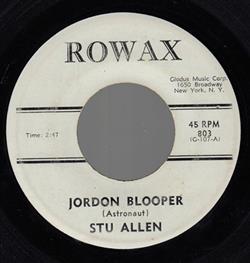 ROWAX
Gladus Music Corp.
1650 Broadway
New York, N. Y.
Time: 2:47
45 RPM
803
(G-107-A)
JORDON BLOOPER
(Astronaut)
STU ALLEN